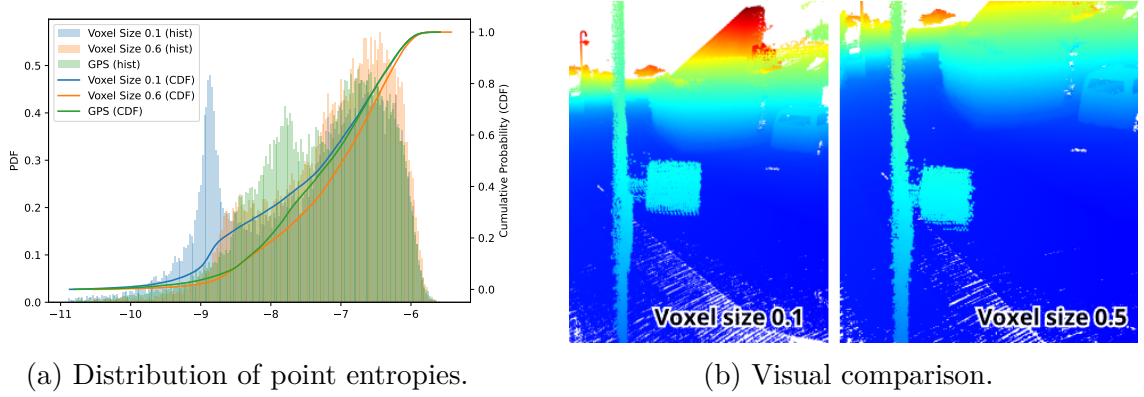 Voxel Size 0.1 (hist)
Voxel Size 0.6 (hist)
GPS (hist)
Voxel Size 0.1 (CDF)
Voxel Size 0.6 (CDF)
GPS (CDF)
PDF
0.5
0.4
0.3
0.2
0.1
0.0
−11
−10
−9
−8
−7
−6
1.0
0.8
0.6
0.4
0.2
0.0
Cumulative Probability (CDF)
(a) Distribution of point entropies.
Voxel size 0.1
Voxel size 0.5
(b) Visual comparison.